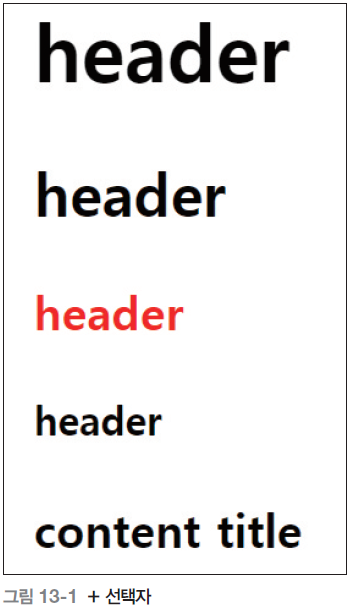 header
header
header
header
content title
그림 13-1 + 선택자